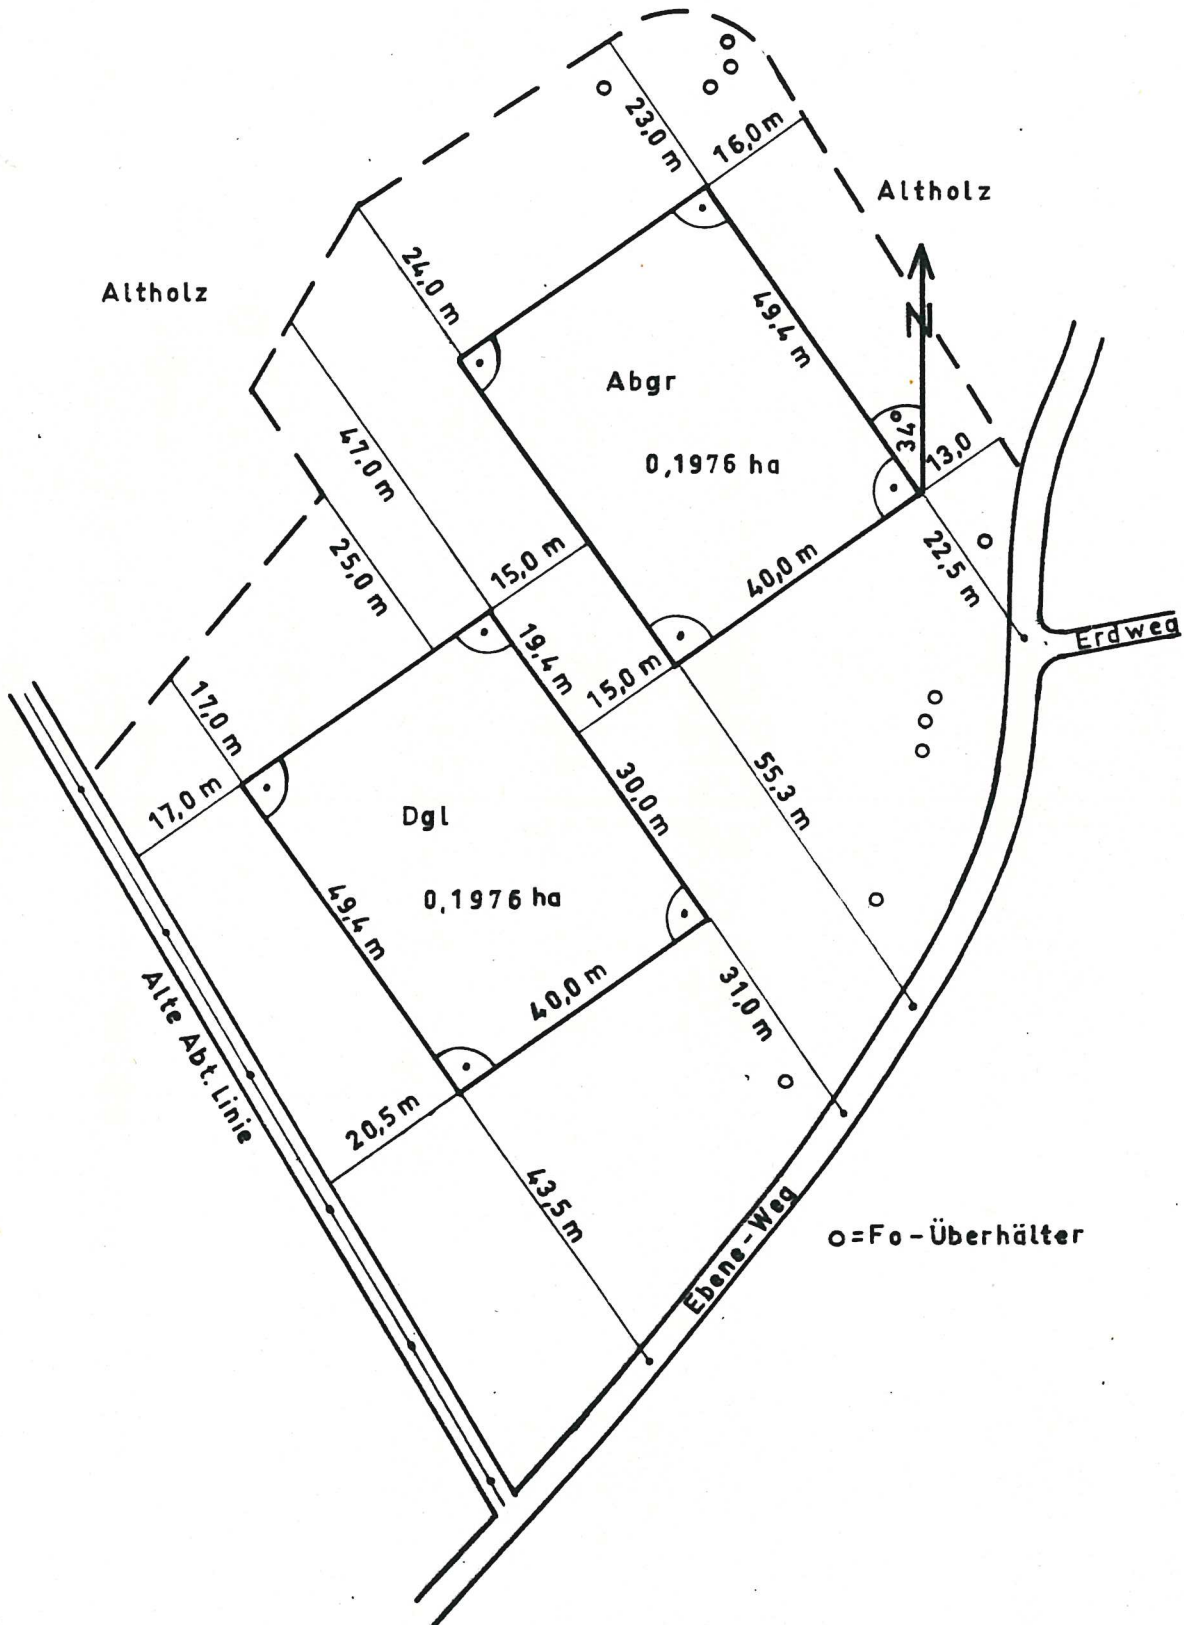 23,0 m
16,0 m
Altholz
24,0 m
Altholz
N
49,4 m
Abgr
34°
13,0
47,0 m
0,1976 ha
25,0 m
15,0 m
40,0 m
22,5 m
Erdweg
19,4 m
15,0 m
17,0 m
17,0 m
30,0 m
55,3 m
Dgl
0,1976 ha
49,4 m
40,0 m
31,0 m
Alte Abt. Linie
20,5 m
43,5 m
Ebene-Weg
o=Fo-Überhälter